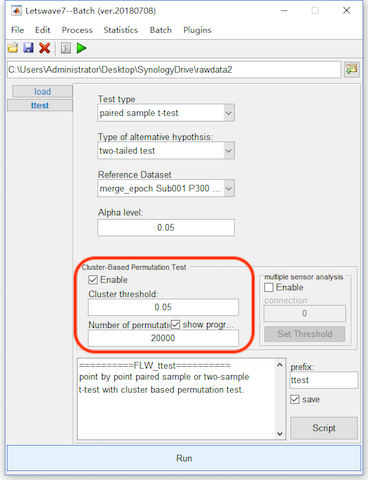 Letswave7--Batch (ver.20180708)
File Edit Process Statistics Batch Plugins
C:\Users\Administrator\Desktop\SynologyDrive\rawdata2
load
ttest
Test type
paired sample t-test
Type of alternative hypothsis:
two-tailed test
Reference Dataset
merge_epoch Sub001 P300 ...
Alpha level:
0.05
Cluster-Based Permutation Test
Enable
Cluster threshold:
0.05
Number of permutati show progr...
20000
multiple sensor analysis
Enable
connection
0
Set Threshold
==========FLW_ttest==========
point by point paired sample or two-sample
t-test with cluster based permutation test.
prefix:
ttest
save
Script
Run